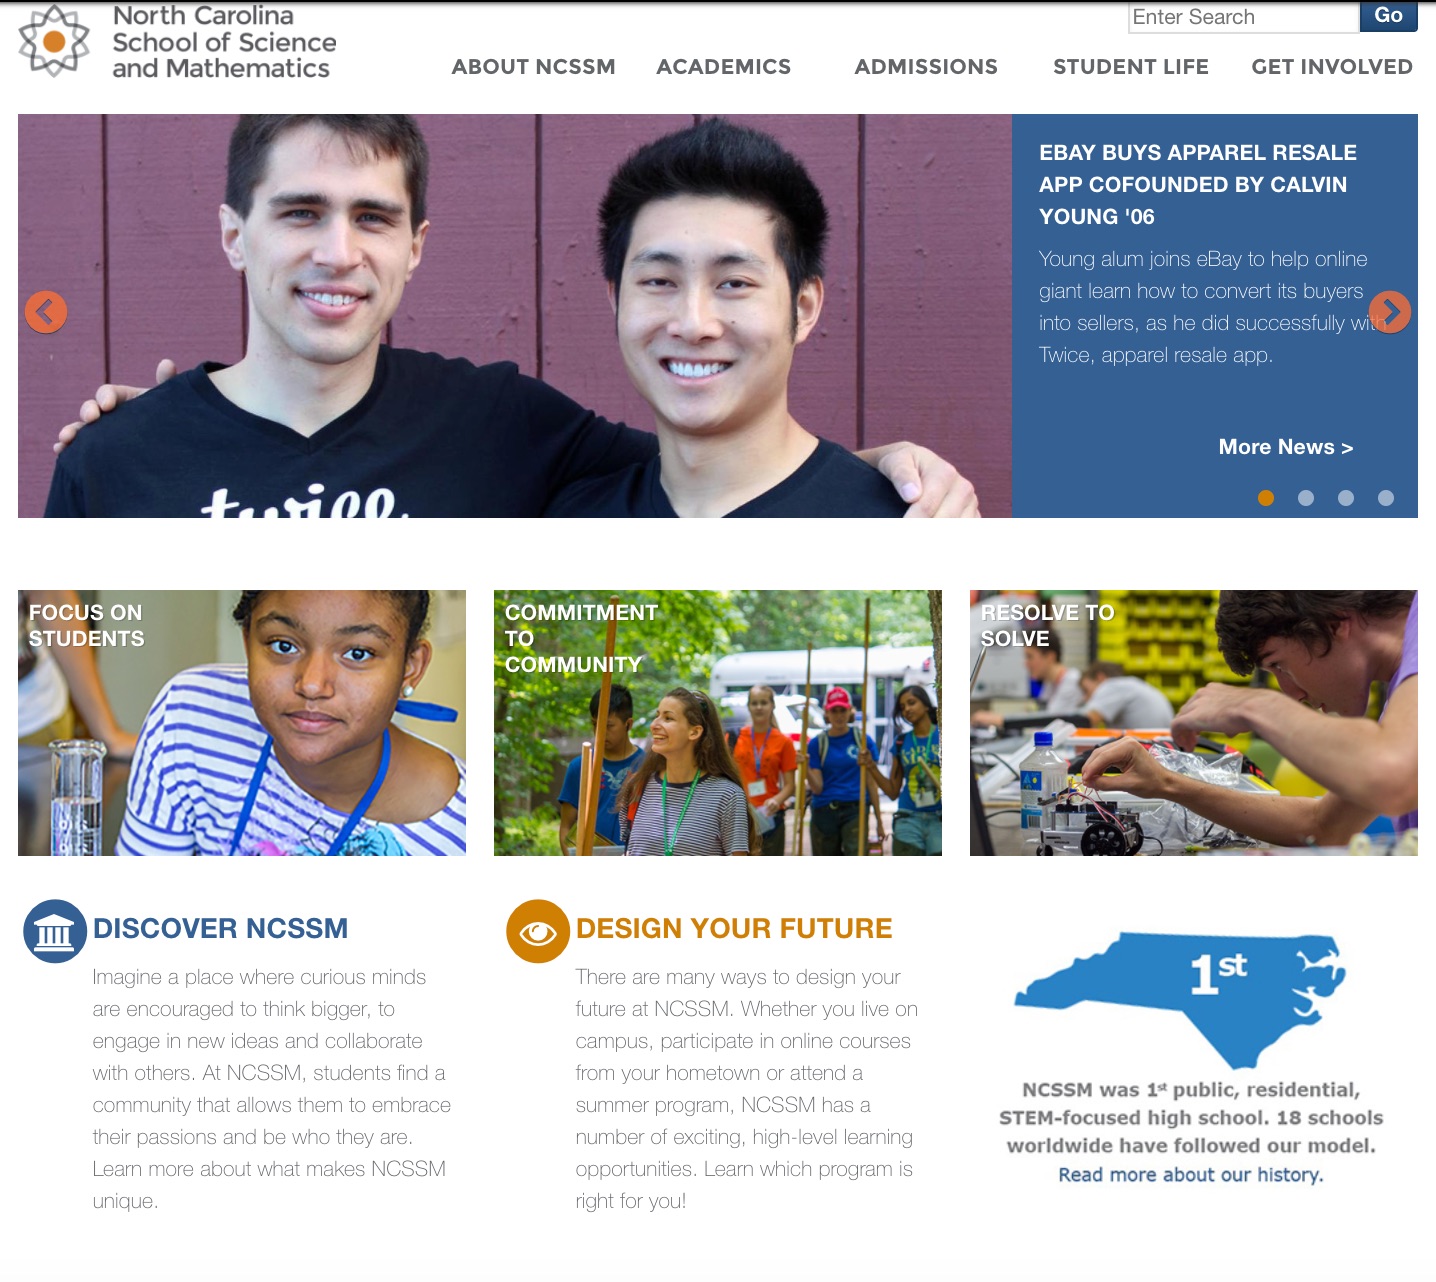 North Carolina
School of Science
and Mathematics
Enter Search
Go
ABOUT NCSSM
ACADEMICS
ADMISSIONS
STUDENT LIFE
GET INVOLVED
twice
EBAY BUYS APPAREL RESALE
APP COFOUNDED BY CALVIN
YOUNG '06
Young alum joins eBay to help online
giant learn how to convert its buyers
into sellers, as he did successfully with
Twice, apparel resale app.
More News >
FOCUS ON
STUDENTS
COMMITMENT
TO
COMMUNITY
RESOLVE TO
SOLVE
DISCOVER NCSSM
Imagine a place where curious minds
are encouraged to think bigger, to
engage in new ideas and collaborate
with others. At NCSSM, students find a
community that allows them to embrace
their passions and be who they are.
Learn more about what makes NCSSM
unique.
DESIGN YOUR FUTURE
There are many ways to design your
future at NCSSM. Whether you live on
campus, participate in online courses
from your hometown or attend a
summer program, NCSSM has a
number of exciting, high-level learning
opportunities. Learn which program is
right for you!
1st
NCSSM was 1st public, residential,
STEM-focused high school. 18 schools
worldwide have followed our model.
Read more about our history.